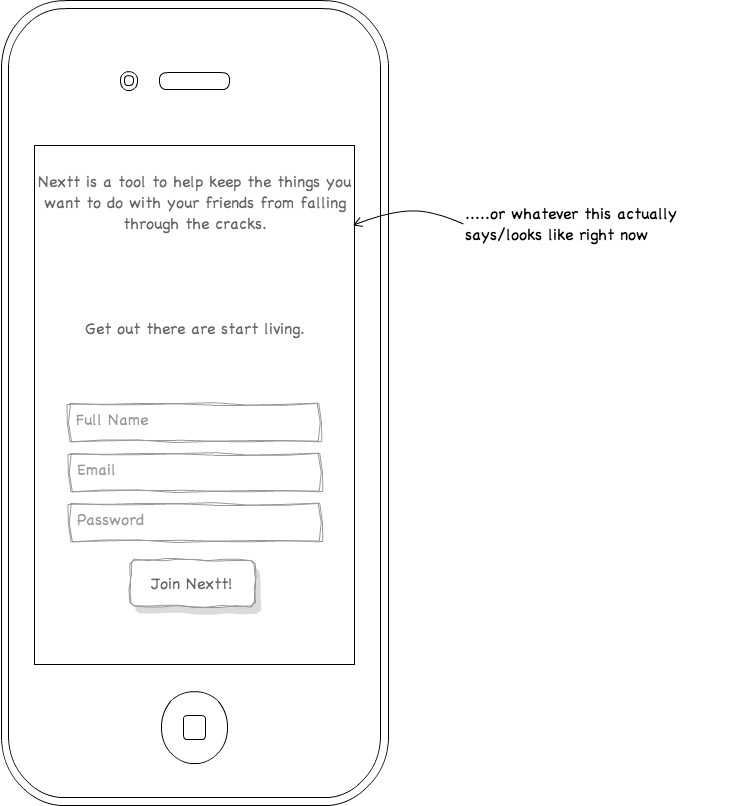 Nextt is a tool to help keep the things you
want to do with your friends from falling
through the cracks.
.....or whatever this actually
says/looks like right now
Get out there are start living.
Full Name
Email
Password
Join Nextt!